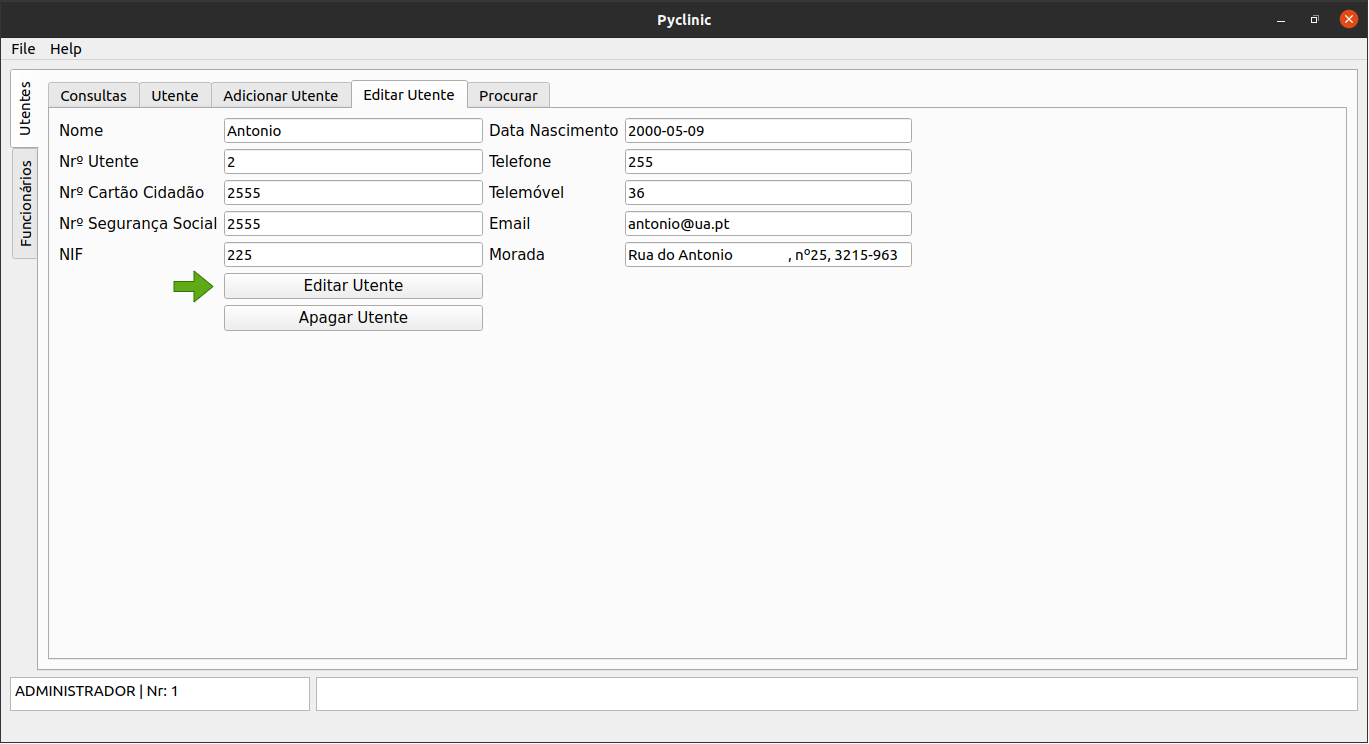 Pyclinic
File Help
Utentes
Funcionários
Consultas Utente Adicionar Utente Editar Utente Procurar
Nome Antonio Data Nascimento 2000-05-09
Nrº Utente 2 Telefone 255
Nrº Cartão Cidadão 2555 Telemóvel 36
Nrº Segurança Social 2555 Email antonio@ua.pt
NIF 225 Morada Rua do Antonio , nº25, 3215-963
Editar Utente
Apagar Utente
ADMINISTRADOR | Nr: 1